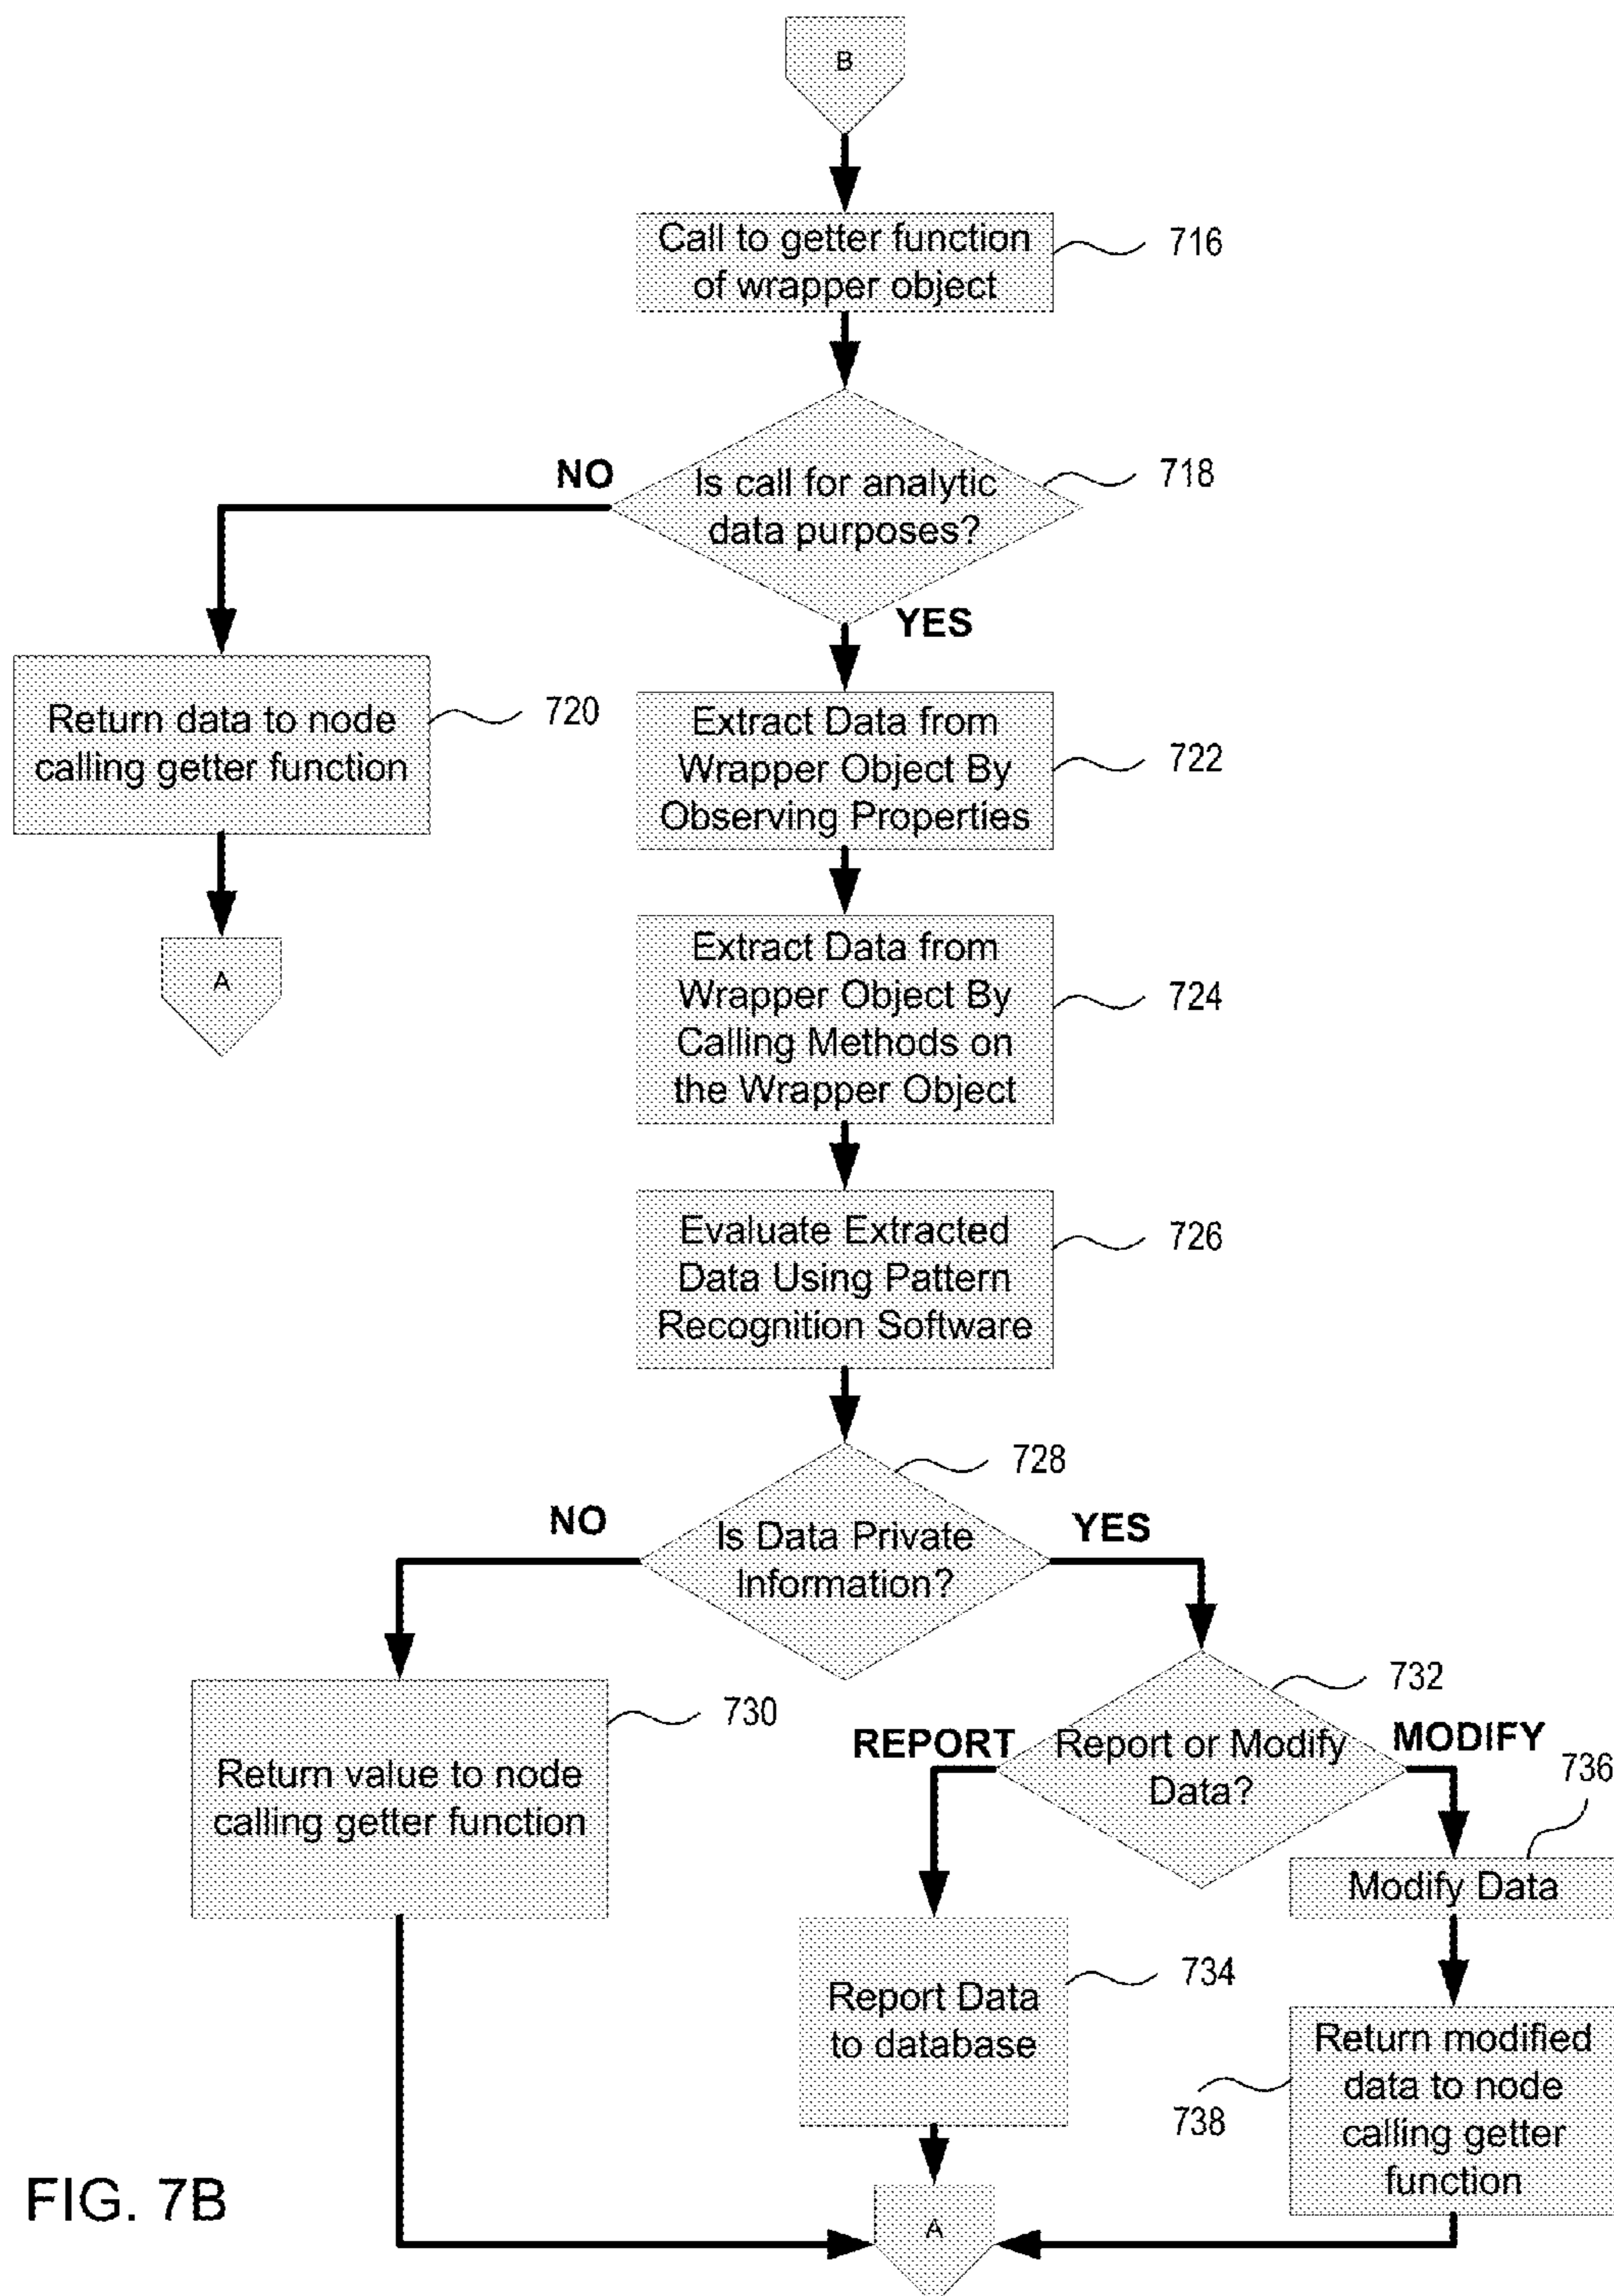 B
Call to getter function
of wrapper object
716
NO
Is call for analytic
data purposes?
718
YES
Return data to node
calling getter function
720
Extract Data from
Wrapper Object By
Observing Properties
722
A
Extract Data from
Wrapper Object By
Calling Methods on
the Wrapper Object
724
Evaluate Extracted
Data Using Pattern
Recognition Software
726
728
NO
Is Data Private
Information?
YES
732
Return value to node
calling getter function
730
REPORT
Report or Modify
Data?
MODIFY
736
Modify Data
Report Data
to database
734
Return modified
data to node
calling getter
function
738
A
FIG. 7B